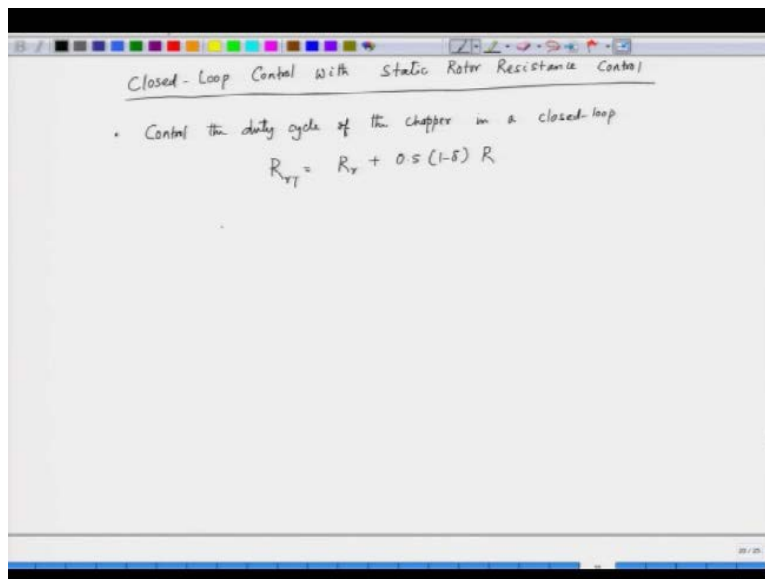 Closed-Loop Control with Static Rotor Resistance Control
• Control the duty cycle of the chopper in a closed-loop
R_rT = R_r + 0.5 (1-δ) R